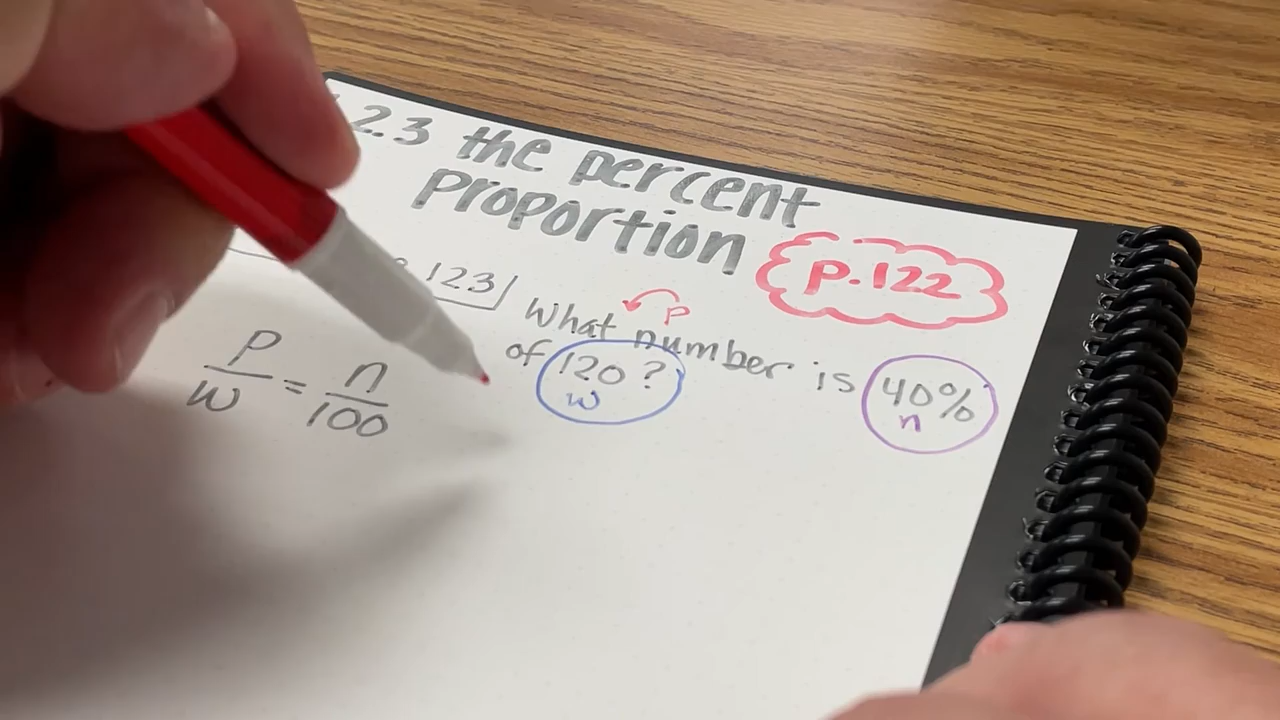 2.3 the percent
proportion
p.122
123
What number is 40%
of 120?
P
w
n
P/w = n/100